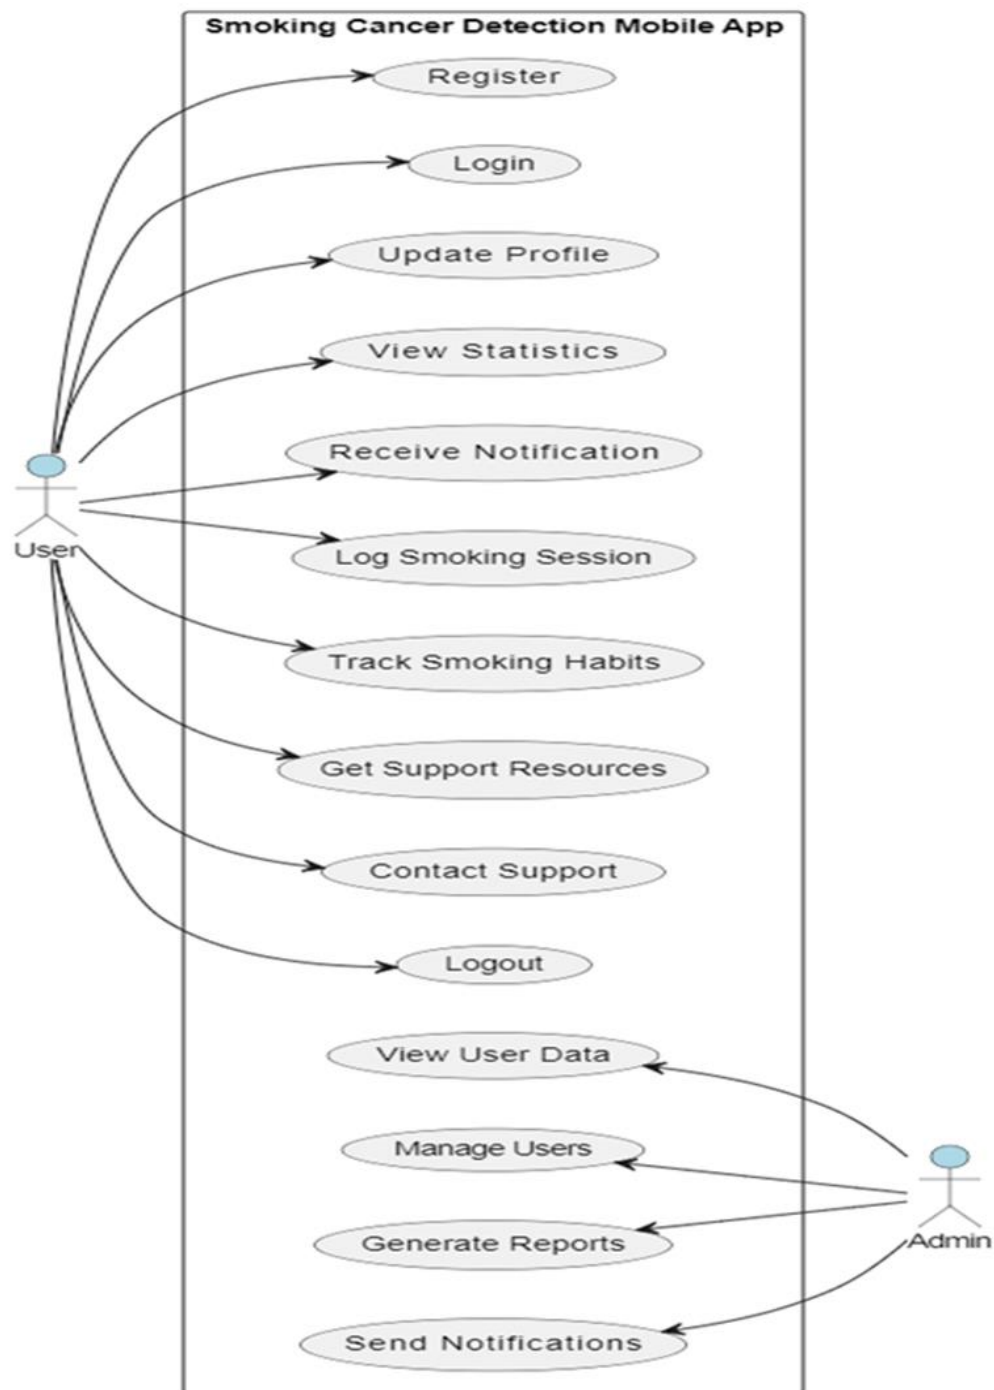 Smoking Cancer Detection Mobile App
Register
Login
Update Profile
View Statistics
Receive Notification
User
Log Smoking Session
Track Smoking Habits
Get Support Resources
Contact Support
Logout
View User Data
Manage Users
Generate Reports
Admin
Send Notifications